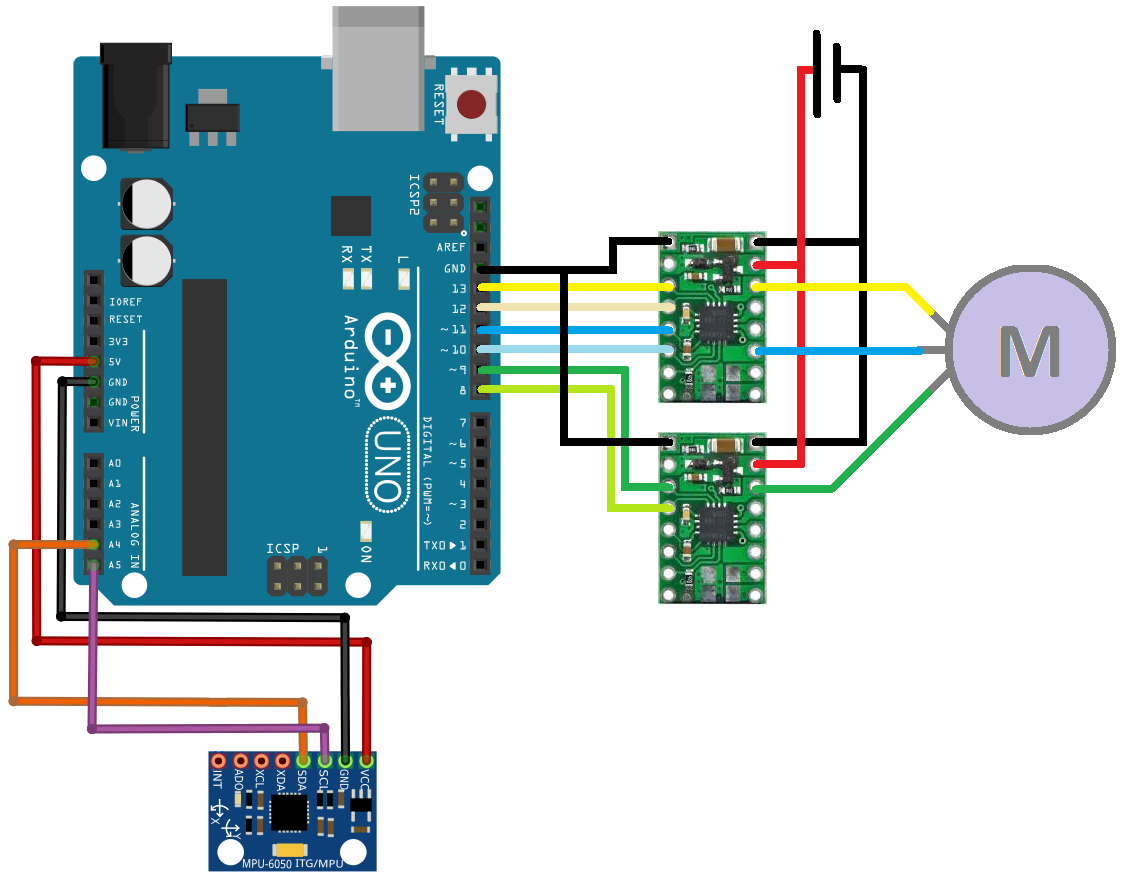 RESET
ICSP2
AREF
GND
13
12
~11
~10
~9
8
7
~6
~5
4
~3
2
TX0▶1
RX0◀0
DIGITAL (PWM=~)
RX
TX
L
Arduino™
UNO
ON
ICSP
1
IOREF
RESET
3V3
5V
GND
GND
VIN
POWER
A0
A1
A2
A3
A4
A5
ANALOG IN
M
INT
ADO
XCL
XDA
SDA
SCL
GND
VCC
X
Y
MPU-6050 ITG/MPU